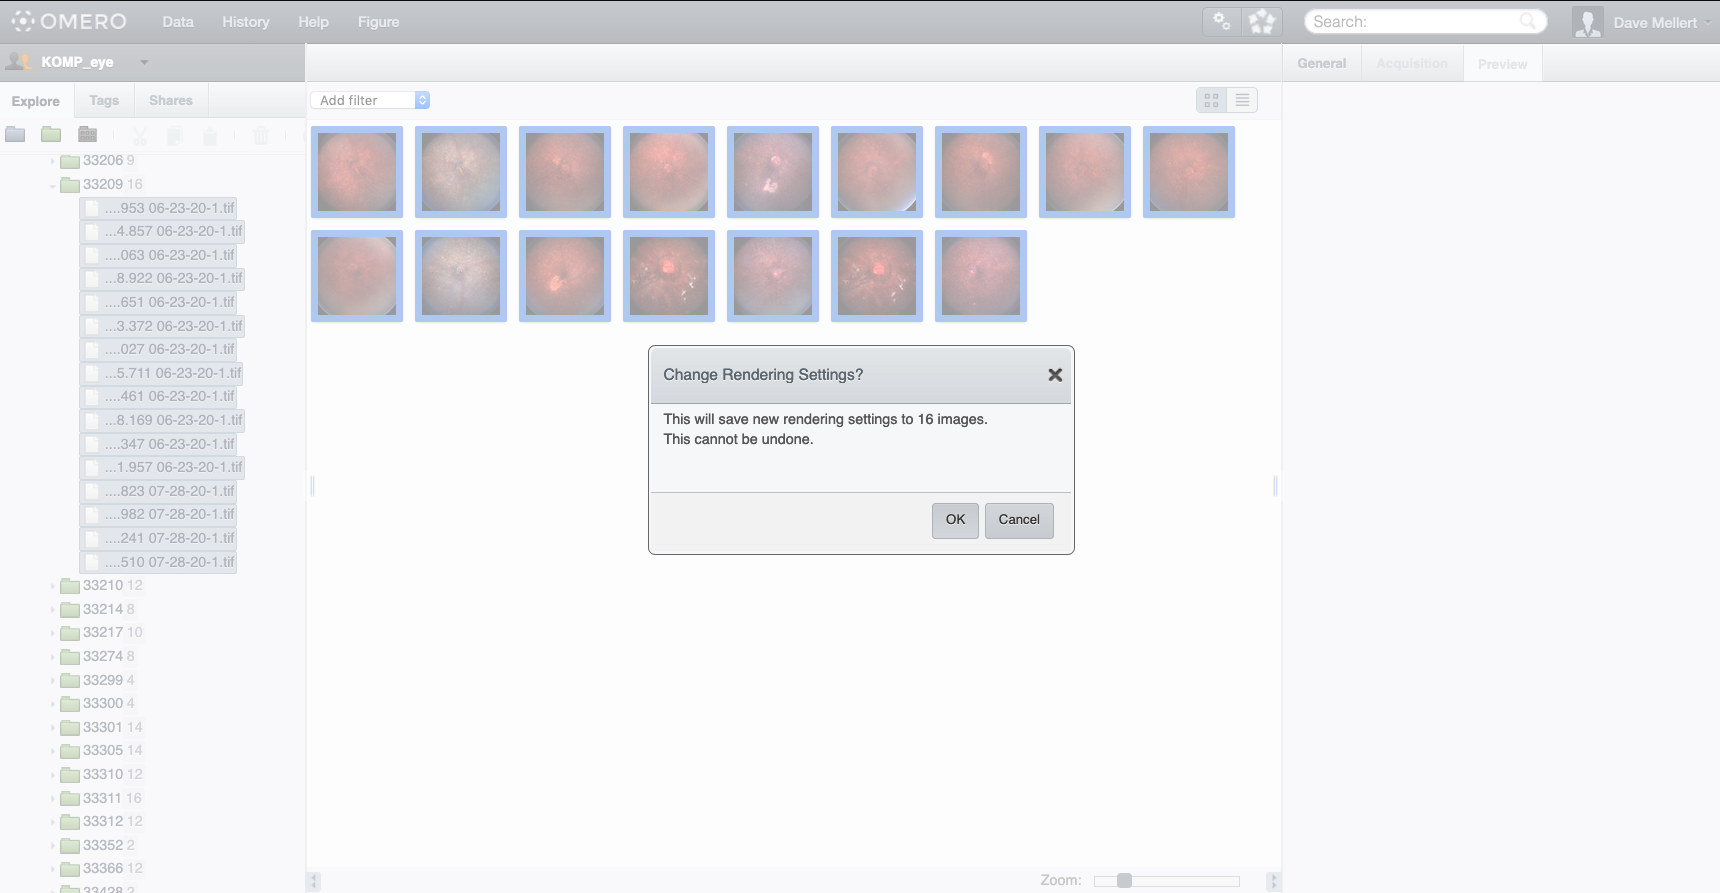 OMERO
Data
History
Help
Figure
Search:
Dave Mellert
KOMP_eye
General
Acquisition
Preview
Explore
Tags
Shares
Add filter
33206 9
33209 16
....953 06-23-20-1.tif
...4.857 06-23-20-1.tif
....063 06-23-20-1.tif
...8.922 06-23-20-1.tif
....651 06-23-20-1.tif
...3.372 06-23-20-1.tif
....027 06-23-20-1.tif
...5.711 06-23-20-1.tif
....461 06-23-20-1.tif
...8.169 06-23-20-1.tif
....347 06-23-20-1.tif
...1.957 06-23-20-1.tif
....823 07-28-20-1.tif
....982 07-28-20-1.tif
....241 07-28-20-1.tif
....510 07-28-20-1.tif
33210 12
33214 8
33217 10
33274 8
33299 4
33300 4
33301 14
33305 14
33310 12
33311 16
33312 12
33352 2
33366 12
33428 2
Change Rendering Settings?
This will save new rendering settings to 16 images.
This cannot be undone.
OK
Cancel
Zoom: